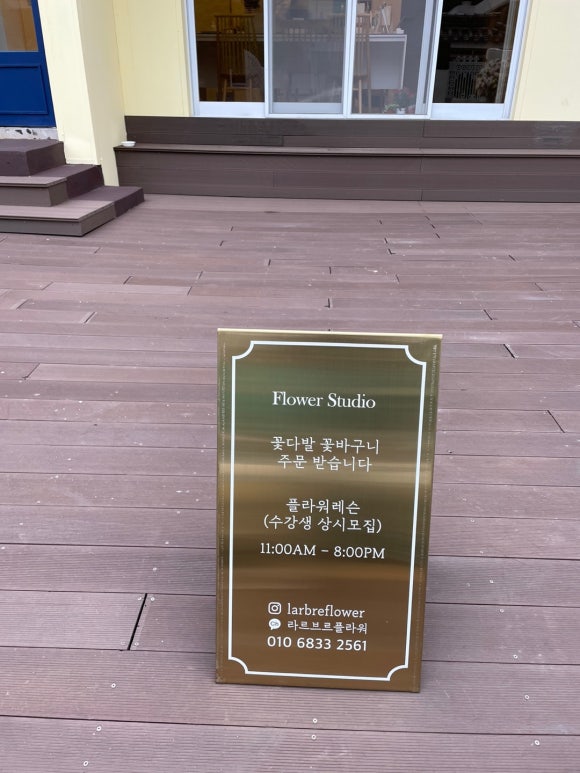 Flower Studio
꽃다발 꽃바구니
주문 받습니다
플라워레슨
(수강생 상시모집)
11:00AM - 8:00PM
larbreflower
Ch 라르브르플라워
010 6833 2561